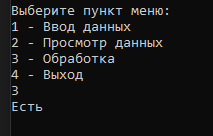 Выберите пункт меню:
1 - Ввод данных
2 - Просмотр данных
3 - Обработка
4 - Выход
3
Есть